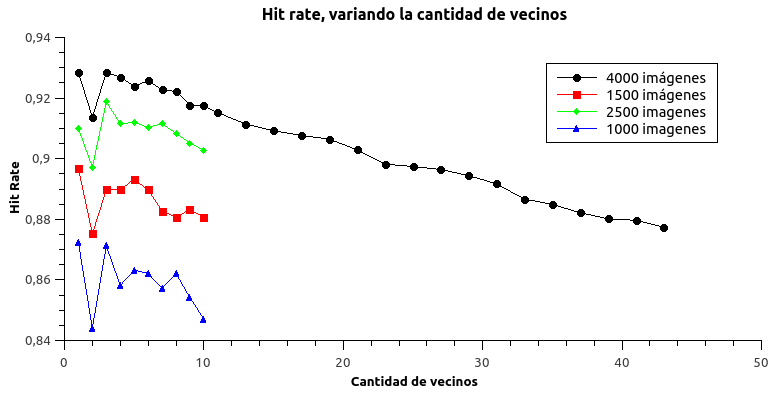 Hit rate, variando la cantidad de vecinos
0,94
0,92
0,9
0,88
0,86
0,84
Hit Rate
4000 imágenes
1500 imágenes
2500 imagenes
1000 imagenes
0 10 20 30 40 50
Cantidad de vecinos